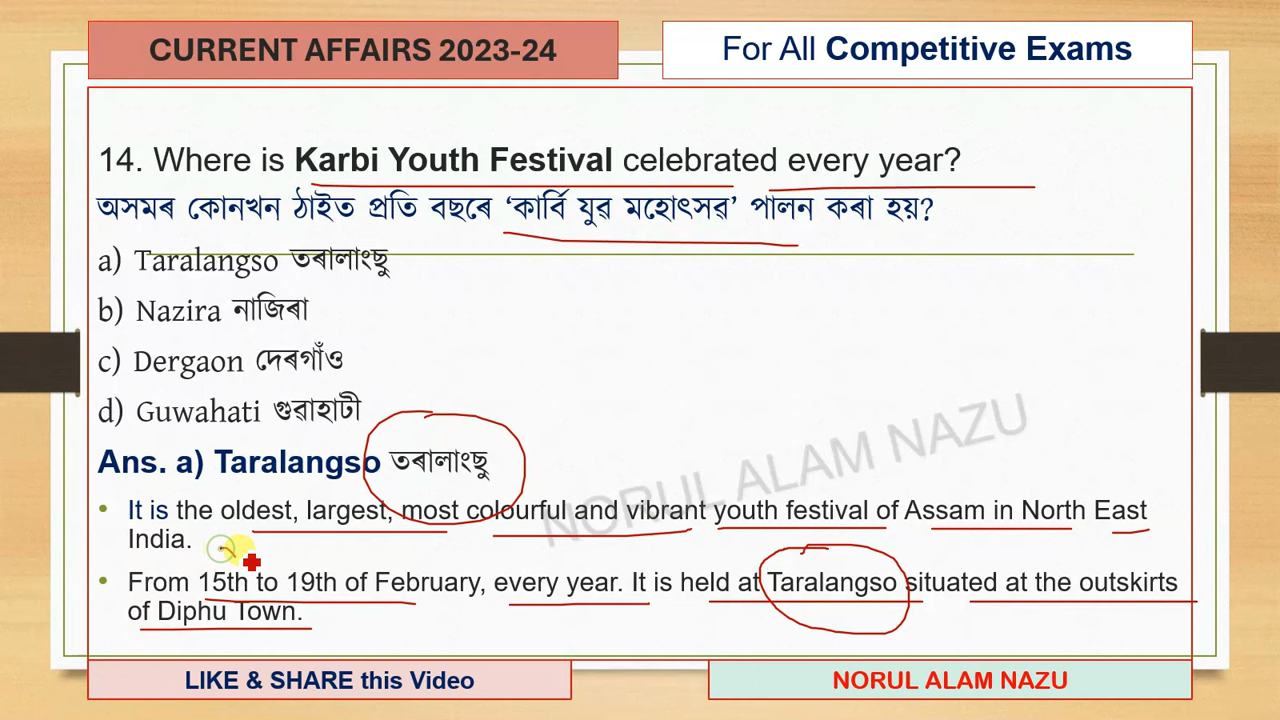 CURRENT AFFAIRS 2023-24
For All Competitive Exams
14. Where is Karbi Youth Festival celebrated every year?
অসমৰ কোনখন ঠাইত প্ৰতি বছৰে ‘কাৰ্বি যুৱ মহোৎসৱ’ পালন কৰা হয়?
a) Taralangso তৰালাংছু
b) Nazira নাজিৰা
c) Dergaon দেৰগাঁও
d) Guwahati গুৱাহাটী
Ans. a) Taralangso তৰালাংছু
• It is the oldest, largest, most colourful and vibrant youth festival of Assam in North East
India.
• From 15th to 19th of February, every year. It is held at Taralangso situated at the outskirts
of Diphu Town.
NORUL ALAM NAZU
LIKE & SHARE this Video
NORUL ALAM NAZU